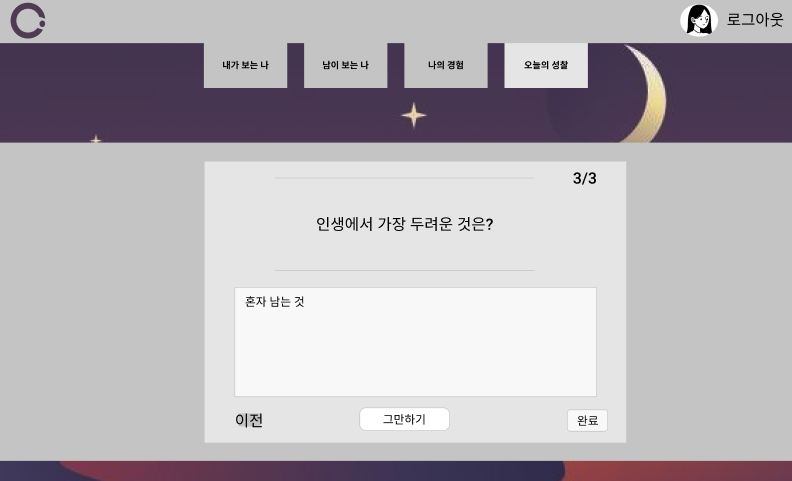 로그아웃
내가 보는 나
남이 보는 나
나의 경험
오늘의 성찰
3/3
인생에서 가장 두려운 것은?
혼자 남는 것
이전
그만하기
완료